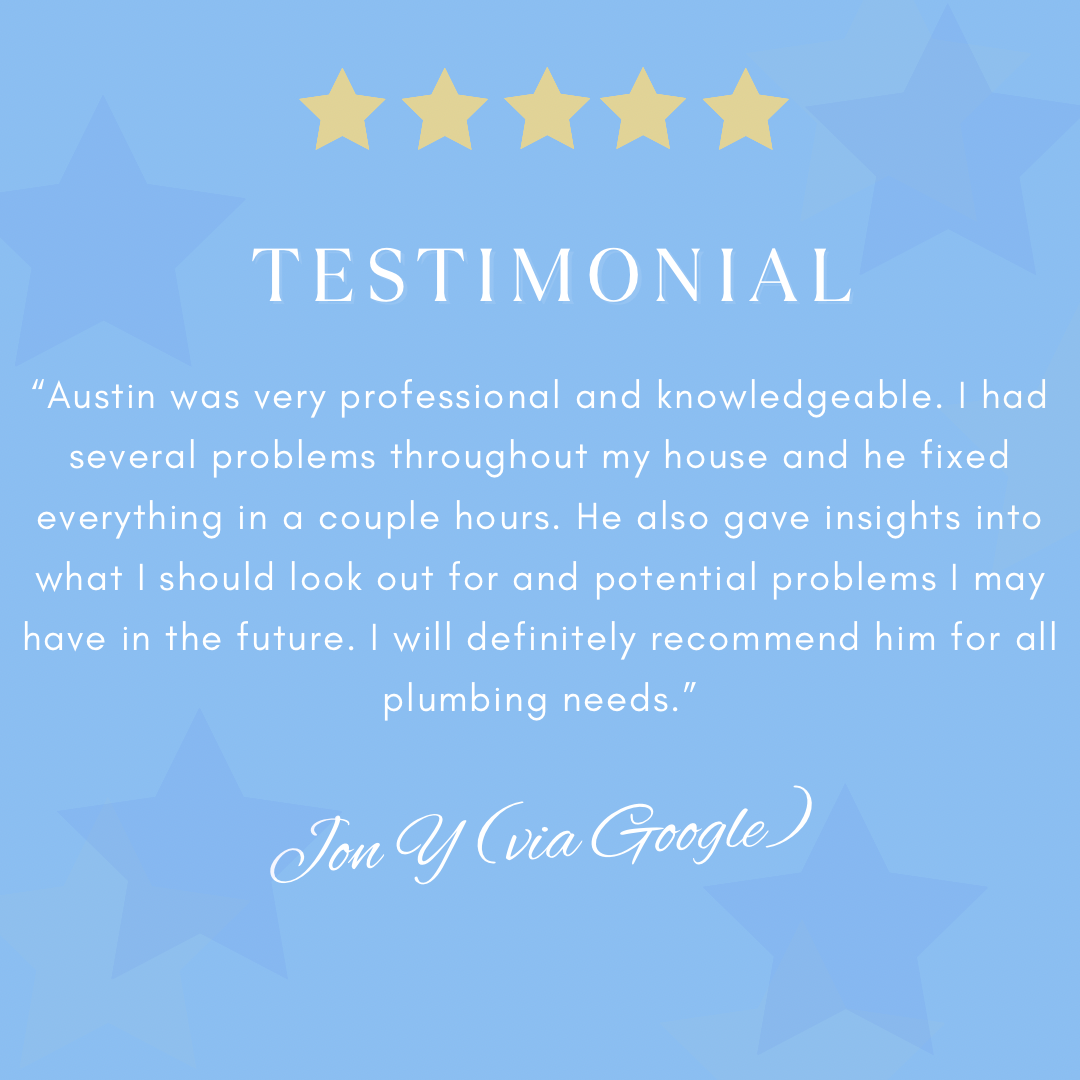 TESTIMONIAL
“Austin was very professional and knowledgeable. I had
several problems throughout my house and he fixed
everything in a couple hours. He also gave insights into
what I should look out for and potential problems I may
have in the future. I will definitely recommend him for all
plumbing needs.”
Jon Y (via Google)